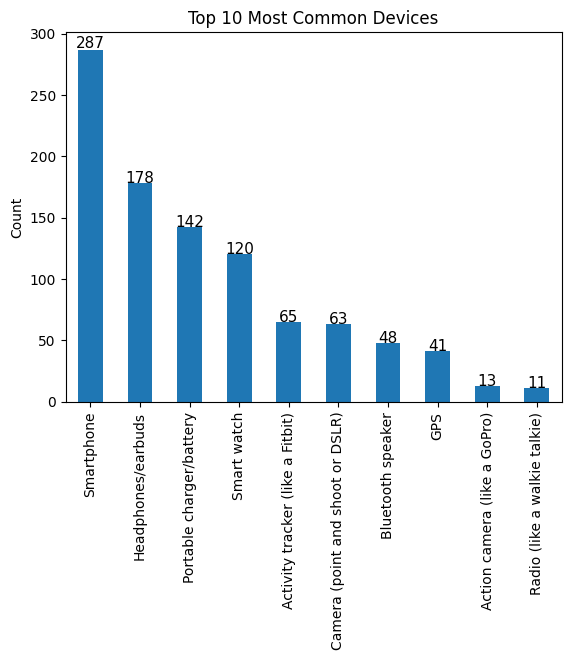 Top 10 Most Common Devices
300
250
200
150
100
50
0
Count
287
178
142
120
65
63
48
41
13
11
Smartphone
Headphones/earbuds
Portable charger/battery
Smart watch
Activity tracker (like a Fitbit)
Camera (point and shoot or DSLR)
Bluetooth speaker
GPS
Action camera (like a GoPro)
Radio (like a walkie talkie)